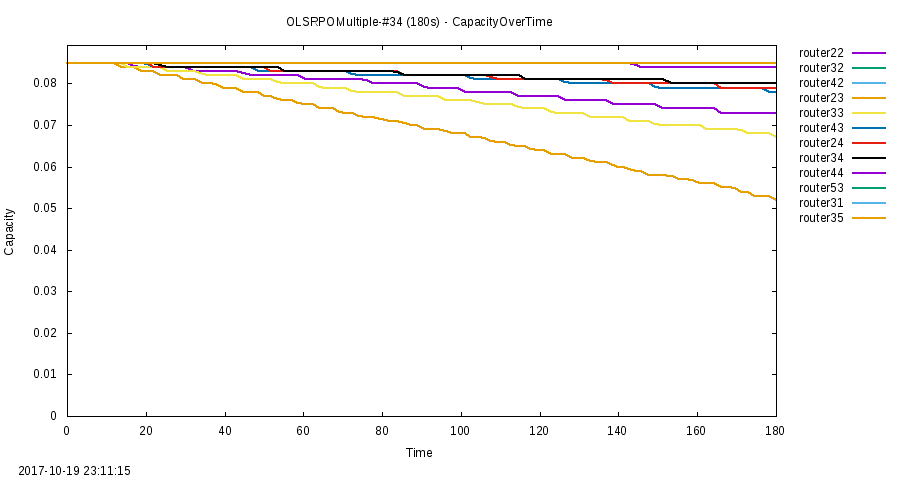 OLSRPOMultiple-#34 (180s) - CapacityOverTime
router22
router32
router42
router23
router33
router43
router24
router34
router44
router53
router31
router35
Capacity
0.08
0.07
0.06
0.05
0.04
0.03
0.02
0.01
0
0 20 40 60 80 100 120 140 160 180
Time
2017-10-19 23:11:15